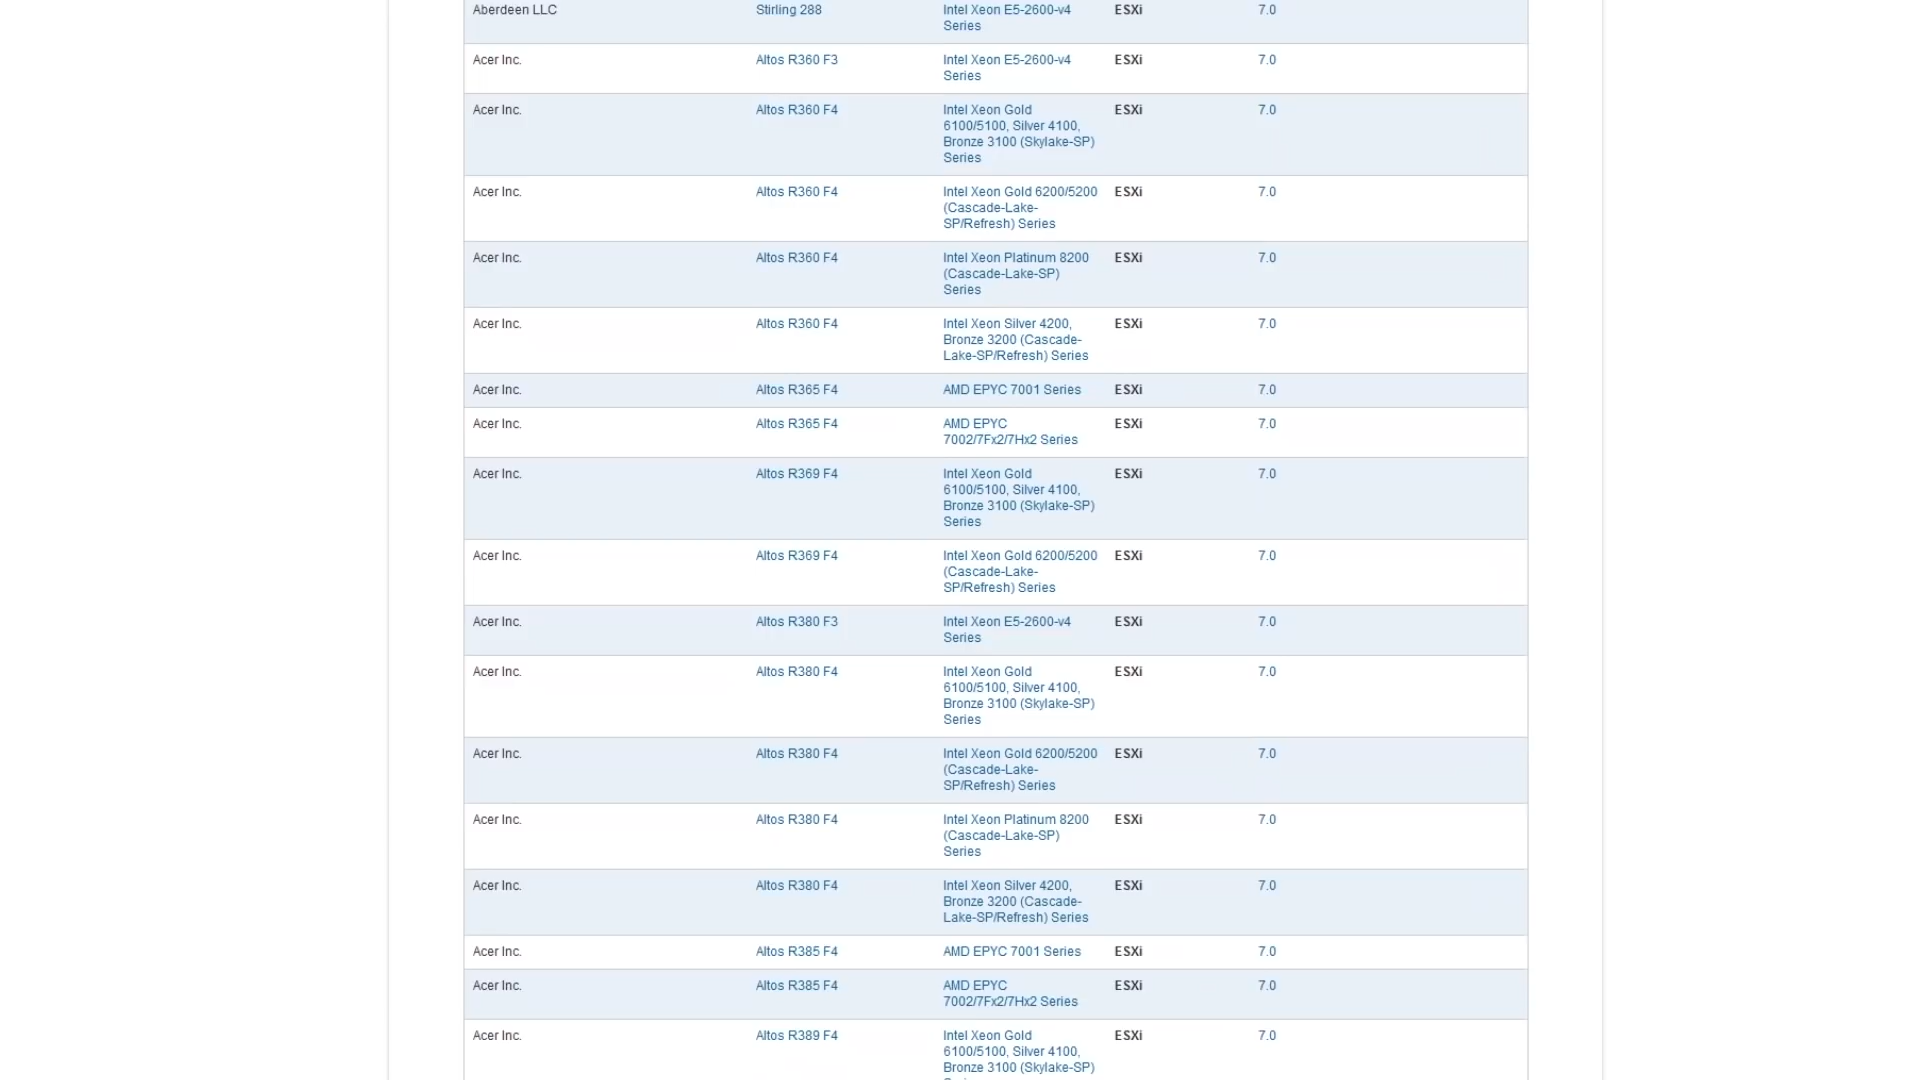 Aberdeen LLC Stirling 288 Intel Xeon E5-2600-v4 ESXi 7.0
Series
Acer Inc. Altos R360 F3 Intel Xeon E5-2600-v4 ESXi 7.0
Series
Acer Inc. Altos R360 F4 Intel Xeon Gold ESXi 7.0
6100/5100, Silver 4100,
Bronze 3100 (Skylake-SP)
Series
Acer Inc. Altos R360 F4 Intel Xeon Gold 6200/5200 ESXi 7.0
(Cascade-Lake-
SP/Refresh) Series
Acer Inc. Altos R360 F4 Intel Xeon Platinum 8200 ESXi 7.0
(Cascade-Lake-SP)
Series
Acer Inc. Altos R360 F4 Intel Xeon Silver 4200, ESXi 7.0
Bronze 3200 (Cascade-
Lake-SP/Refresh) Series
Acer Inc. Altos R365 F4 AMD EPYC 7001 Series ESXi 7.0
Acer Inc. Altos R365 F4 AMD EPYC ESXi 7.0
7002/7Fx2/7Hx2 Series
Acer Inc. Altos R369 F4 Intel Xeon Gold ESXi 7.0
6100/5100, Silver 4100,
Bronze 3100 (Skylake-SP)
Series
Acer Inc. Altos R369 F4 Intel Xeon Gold 6200/5200 ESXi 7.0
(Cascade-Lake-
SP/Refresh) Series
Acer Inc. Altos R380 F3 Intel Xeon E5-2600-v4 ESXi 7.0
Series
Acer Inc. Altos R380 F4 Intel Xeon Gold ESXi 7.0
6100/5100, Silver 4100,
Bronze 3100 (Skylake-SP)
Series
Acer Inc. Altos R380 F4 Intel Xeon Gold 6200/5200 ESXi 7.0
(Cascade-Lake-
SP/Refresh) Series
Acer Inc. Altos R380 F4 Intel Xeon Platinum 8200 ESXi 7.0
(Cascade-Lake-SP)
Series
Acer Inc. Altos R380 F4 Intel Xeon Silver 4200, ESXi 7.0
Bronze 3200 (Cascade-
Lake-SP/Refresh) Series
Acer Inc. Altos R385 F4 AMD EPYC 7001 Series ESXi 7.0
Acer Inc. Altos R385 F4 AMD EPYC ESXi 7.0
7002/7Fx2/7Hx2 Series
Acer Inc. Altos R389 F4 Intel Xeon Gold ESXi 7.0
6100/5100, Silver 4100,
Bronze 3100 (Skylake-SP)